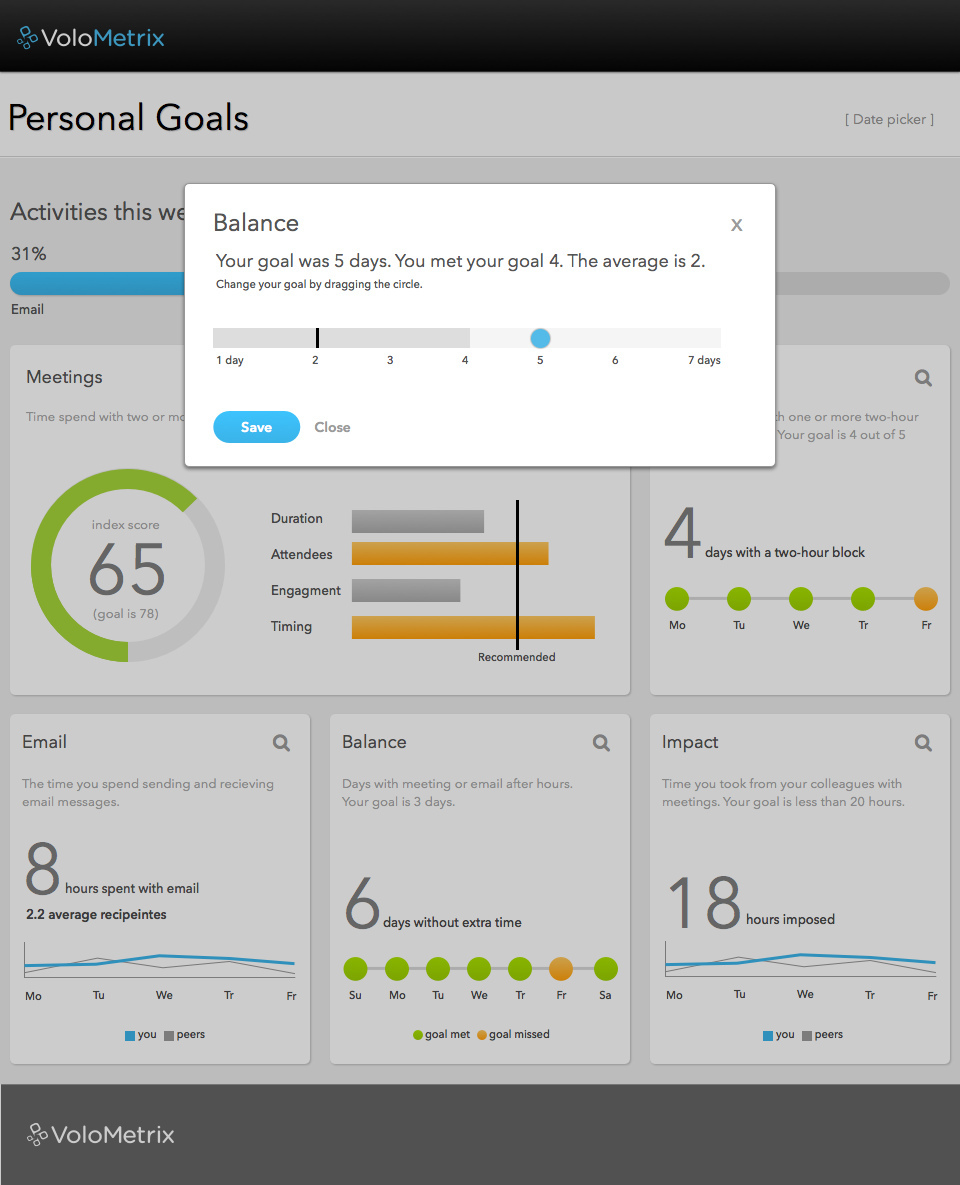 VoloMetrix
Personal Goals
[ Date picker ]
Activities this we
31%
Email
Balance
X
Your goal was 5 days. You met your goal 4. The average is 2.
Change your goal by dragging the circle.
1 day 2 3 4 5 6 7 days
Save Close
Meetings
Time spend with two or mo
index score
65
(goal is 78)
Duration
Attendees
Engagment
Timing
Recommended
h one or more two-hour
Your goal is 4 out of 5
4 days with a two-hour block
Mo Tu We Tr Fr
Email
The time you spend sending and recieving
email messages.
8 hours spent with email
2.2 average recipeintes
Mo Tu We Tr Fr
you peers
Balance
Days with meeting or email after hours.
Your goal is 3 days.
6 days without extra time
Su Mo Tu We Tr Fr Sa
goal met goal missed
Impact
Time you took from your colleagues with
meetings. Your goal is less than 20 hours.
18 hours imposed
Mo Tu We Tr Fr
you peers
VoloMetrix